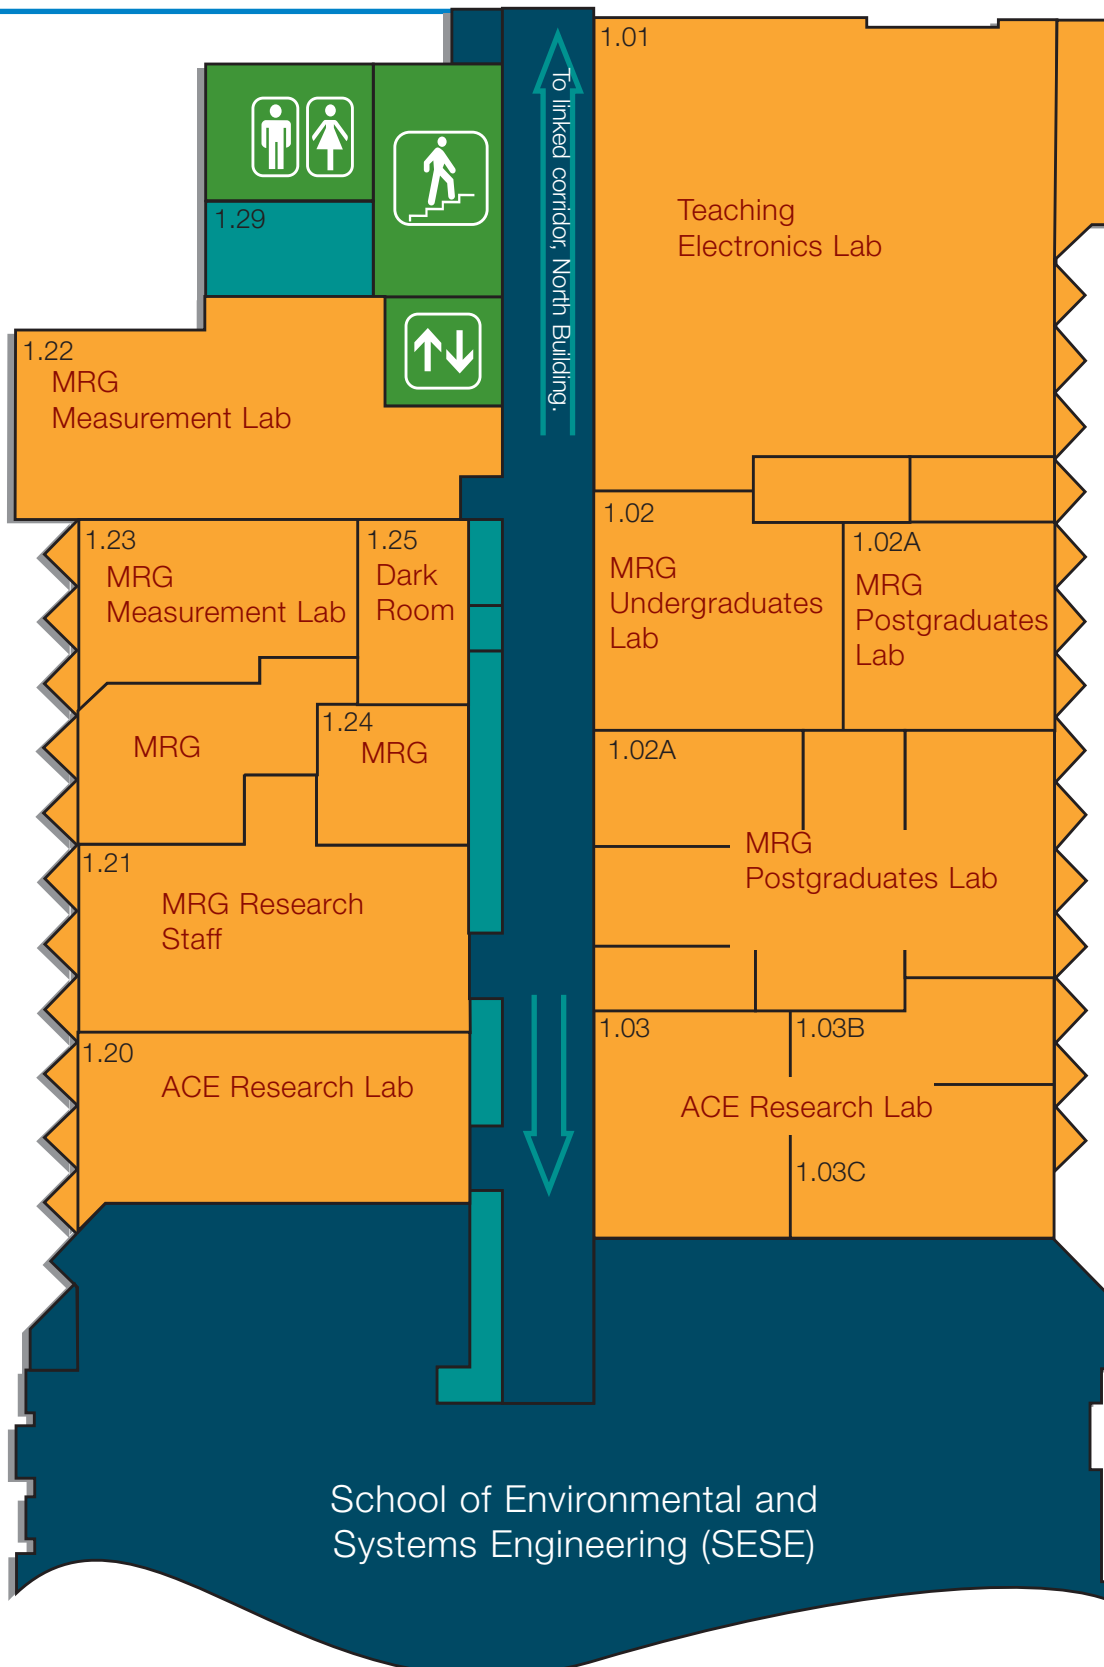 1.01
To linked corridor, North Building.
Teaching
Electronics Lab
1.29
1.22
MRG
Measurement Lab
1.23
MRG
Measurement Lab
1.25
Dark
Room
1.02
MRG
Undergraduates
Lab
1.02A
MRG
Postgraduates
Lab
MRG
1.24
MRG
1.02A
MRG
Postgraduates Lab
1.21
MRG Research
Staff
1.20
ACE Research Lab
1.03
1.03B
ACE Research Lab
1.03C
School of Environmental and
Systems Engineering (SESE)